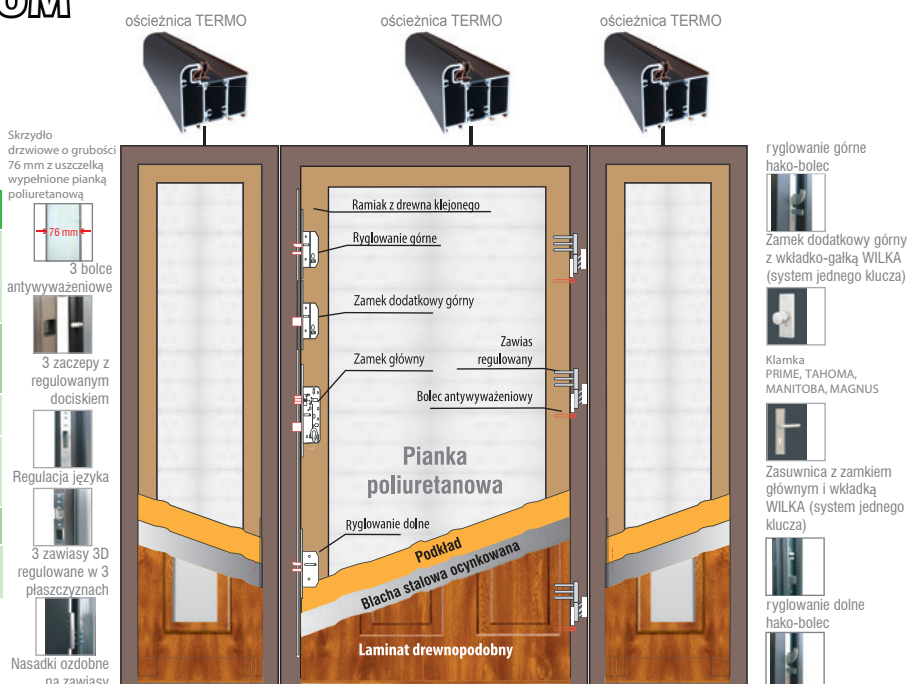 UM
ościeżnica TERMO
ościeżnica TERMO
ościeżnica TERMO
Skrzydło
drzwiowe o grubości
76 mm z uszczelką
wypełnione pianką
poliuretanową
76 mm
3 bolce
antywyważeniowe
3 zaczepy z
regulowanym
dociskiem
Regulacja języka
3 zawiasy 3D
regulowane w 3
płaszczyznach
Nasadki ozdobne
na zawiasy
Ramiak z drewna klejonego
Ryglowanie górne
Zamek dodatkowy górny
Zamek główny
Zawias
regulowany
Bolec antywyważeniowy
Pianka
poliuretanowa
Ryglowanie dolne
Podkład
Blacha stalowa ocynkowana
Laminat drewnopodobny
ryglowanie górne
hako-bolec
Zamek dodatkowy górny
z wkładko-gałką WILKA
(system jednego klucza)
Klamka
PRIME, TAHOMA,
MANITOBA, MAGNUS
Zasuwnica z zamkiem
głównym i wkładką
WILKA (system jednego
klucza)
ryglowanie dolne
hako-bolec